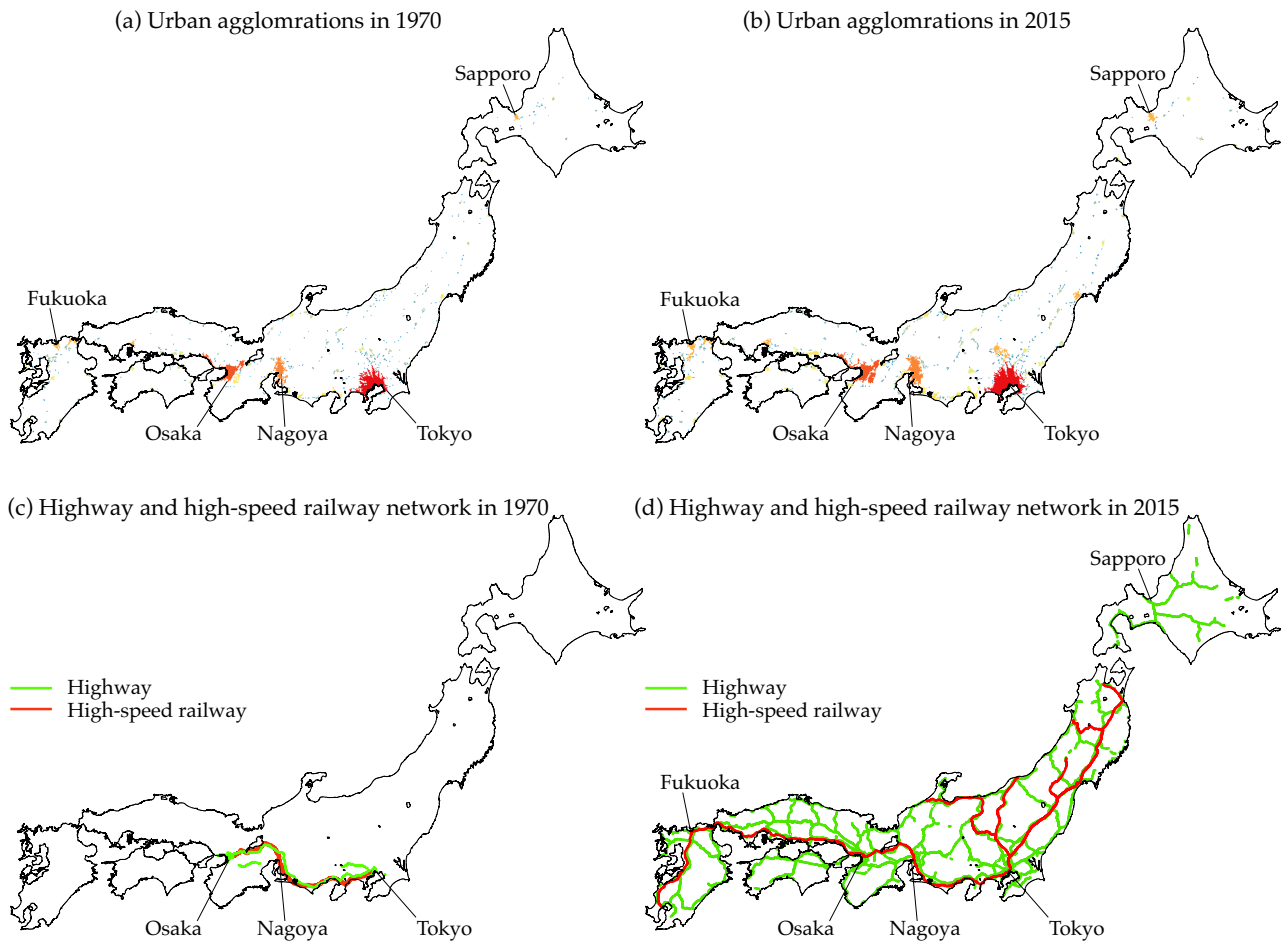 (a) Urban agglomrations in 1970
(b) Urban agglomrations in 2015
Sapporo
Sapporo
Fukuoka
Fukuoka
Osaka
Nagoya
Tokyo
Osaka
Nagoya
Tokyo
(c) Highway and high-speed railway network in 1970
(d) Highway and high-speed railway network in 2015
Sapporo
Highway
High-speed railway
Highway
High-speed railway
Fukuoka
Osaka
Nagoya
Tokyo
Osaka
Nagoya
Tokyo